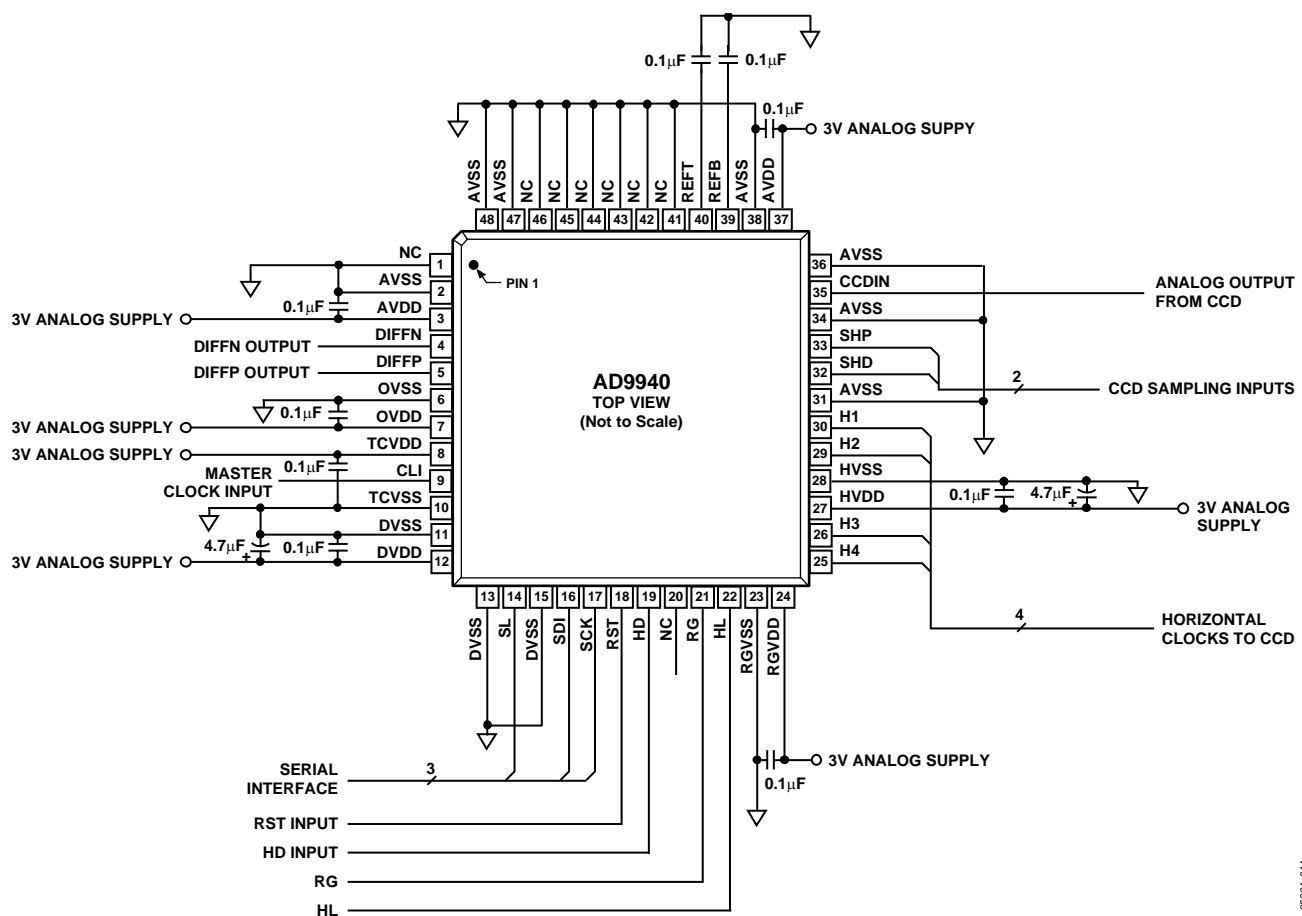 0.1µF
0.1µF
0.1µF
3V ANALOG SUPPY
AVSS
AVSS
NC
NC
NC
NC
NC
NC
REFT
REFB
AVSS
AVDD
48
47
46
45
44
43
42
41
40
39
38
37
NC
1
AVSS
2
0.1µF
3V ANALOG SUPPLY
AVDD
3
DIFFN OUTPUT
DIFFN
4
DIFFP OUTPUT
DIFFP
5
OVSS
6
0.1µF
3V ANALOG SUPPLY
OVDD
7
3V ANALOG SUPPLY
TCVDD
8
0.1µF
MASTER
CLOCK INPUT
CLI
9
TCVSS
10
DVSS
11
4.7µF
+
0.1µF
3V ANALOG SUPPLY
DVDD
12
PIN 1
AD9940
TOP VIEW
(Not to Scale)
36
AVSS
35
CCDIN
ANALOG OUTPUT
FROM CCD
34
AVSS
33
SHP
32
SHD
2
CCD SAMPLING INPUTS
31
AVSS
30
H1
29
H2
28
HVSS
0.1µF
4.7µF
+
27
HVDD
3V ANALOG
SUPPLY
26
H3
25
H4
4
HORIZONTAL
CLOCKS TO CCD
13
14
15
16
17
18
19
20
21
22
23
24
DVSS
SL
DVSS
SDI
SCK
RST
HD
NC
RG
HL
RGVSS
RGVDD
3V ANALOG SUPPLY
0.1µF
SERIAL
INTERFACE
3
RST INPUT
HD INPUT
RG
HL